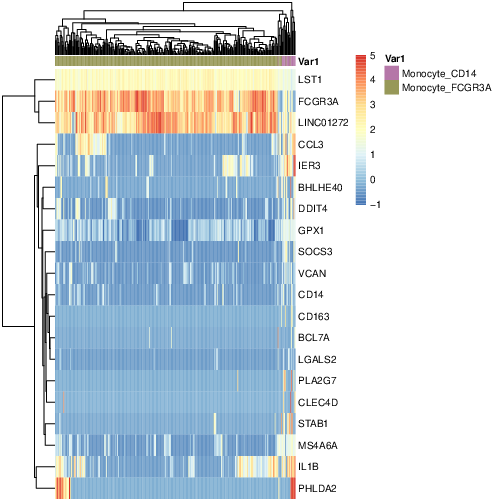 Var1
LST1
FCGR3A
LINC01272
CCL3
IER3
BHLHE40
DDIT4
GPX1
SOCS3
VCAN
CD14
CD163
BCL7A
LGALS2
PLA2G7
CLEC4D
STAB1
MS4A6A
IL1B
PHLDA2
5
4
3
2
1
0
−1
Var1
Monocyte_CD14
Monocyte_FCGR3A